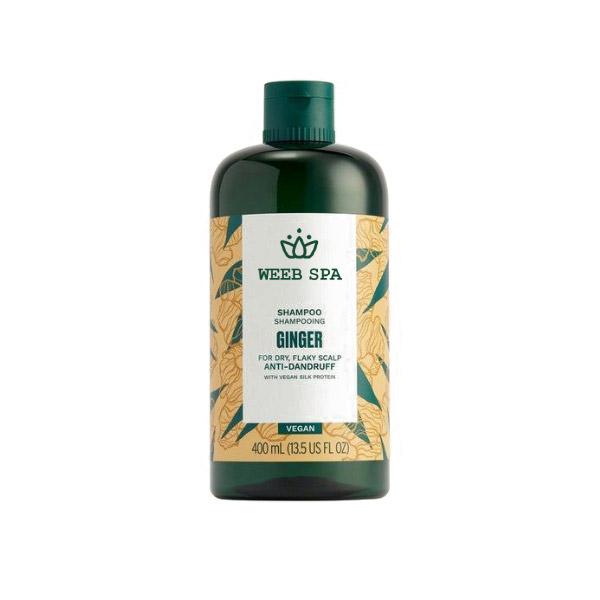 WEEB SPA
SHAMPOO
SHAMPOOING
GINGER
FOR DRY, FLAKY SCALP
ANTI-DANDRUFF
WITH VEGAN SILK PROTEIN
VEGAN
400 mL (13.5 US FL OZ)